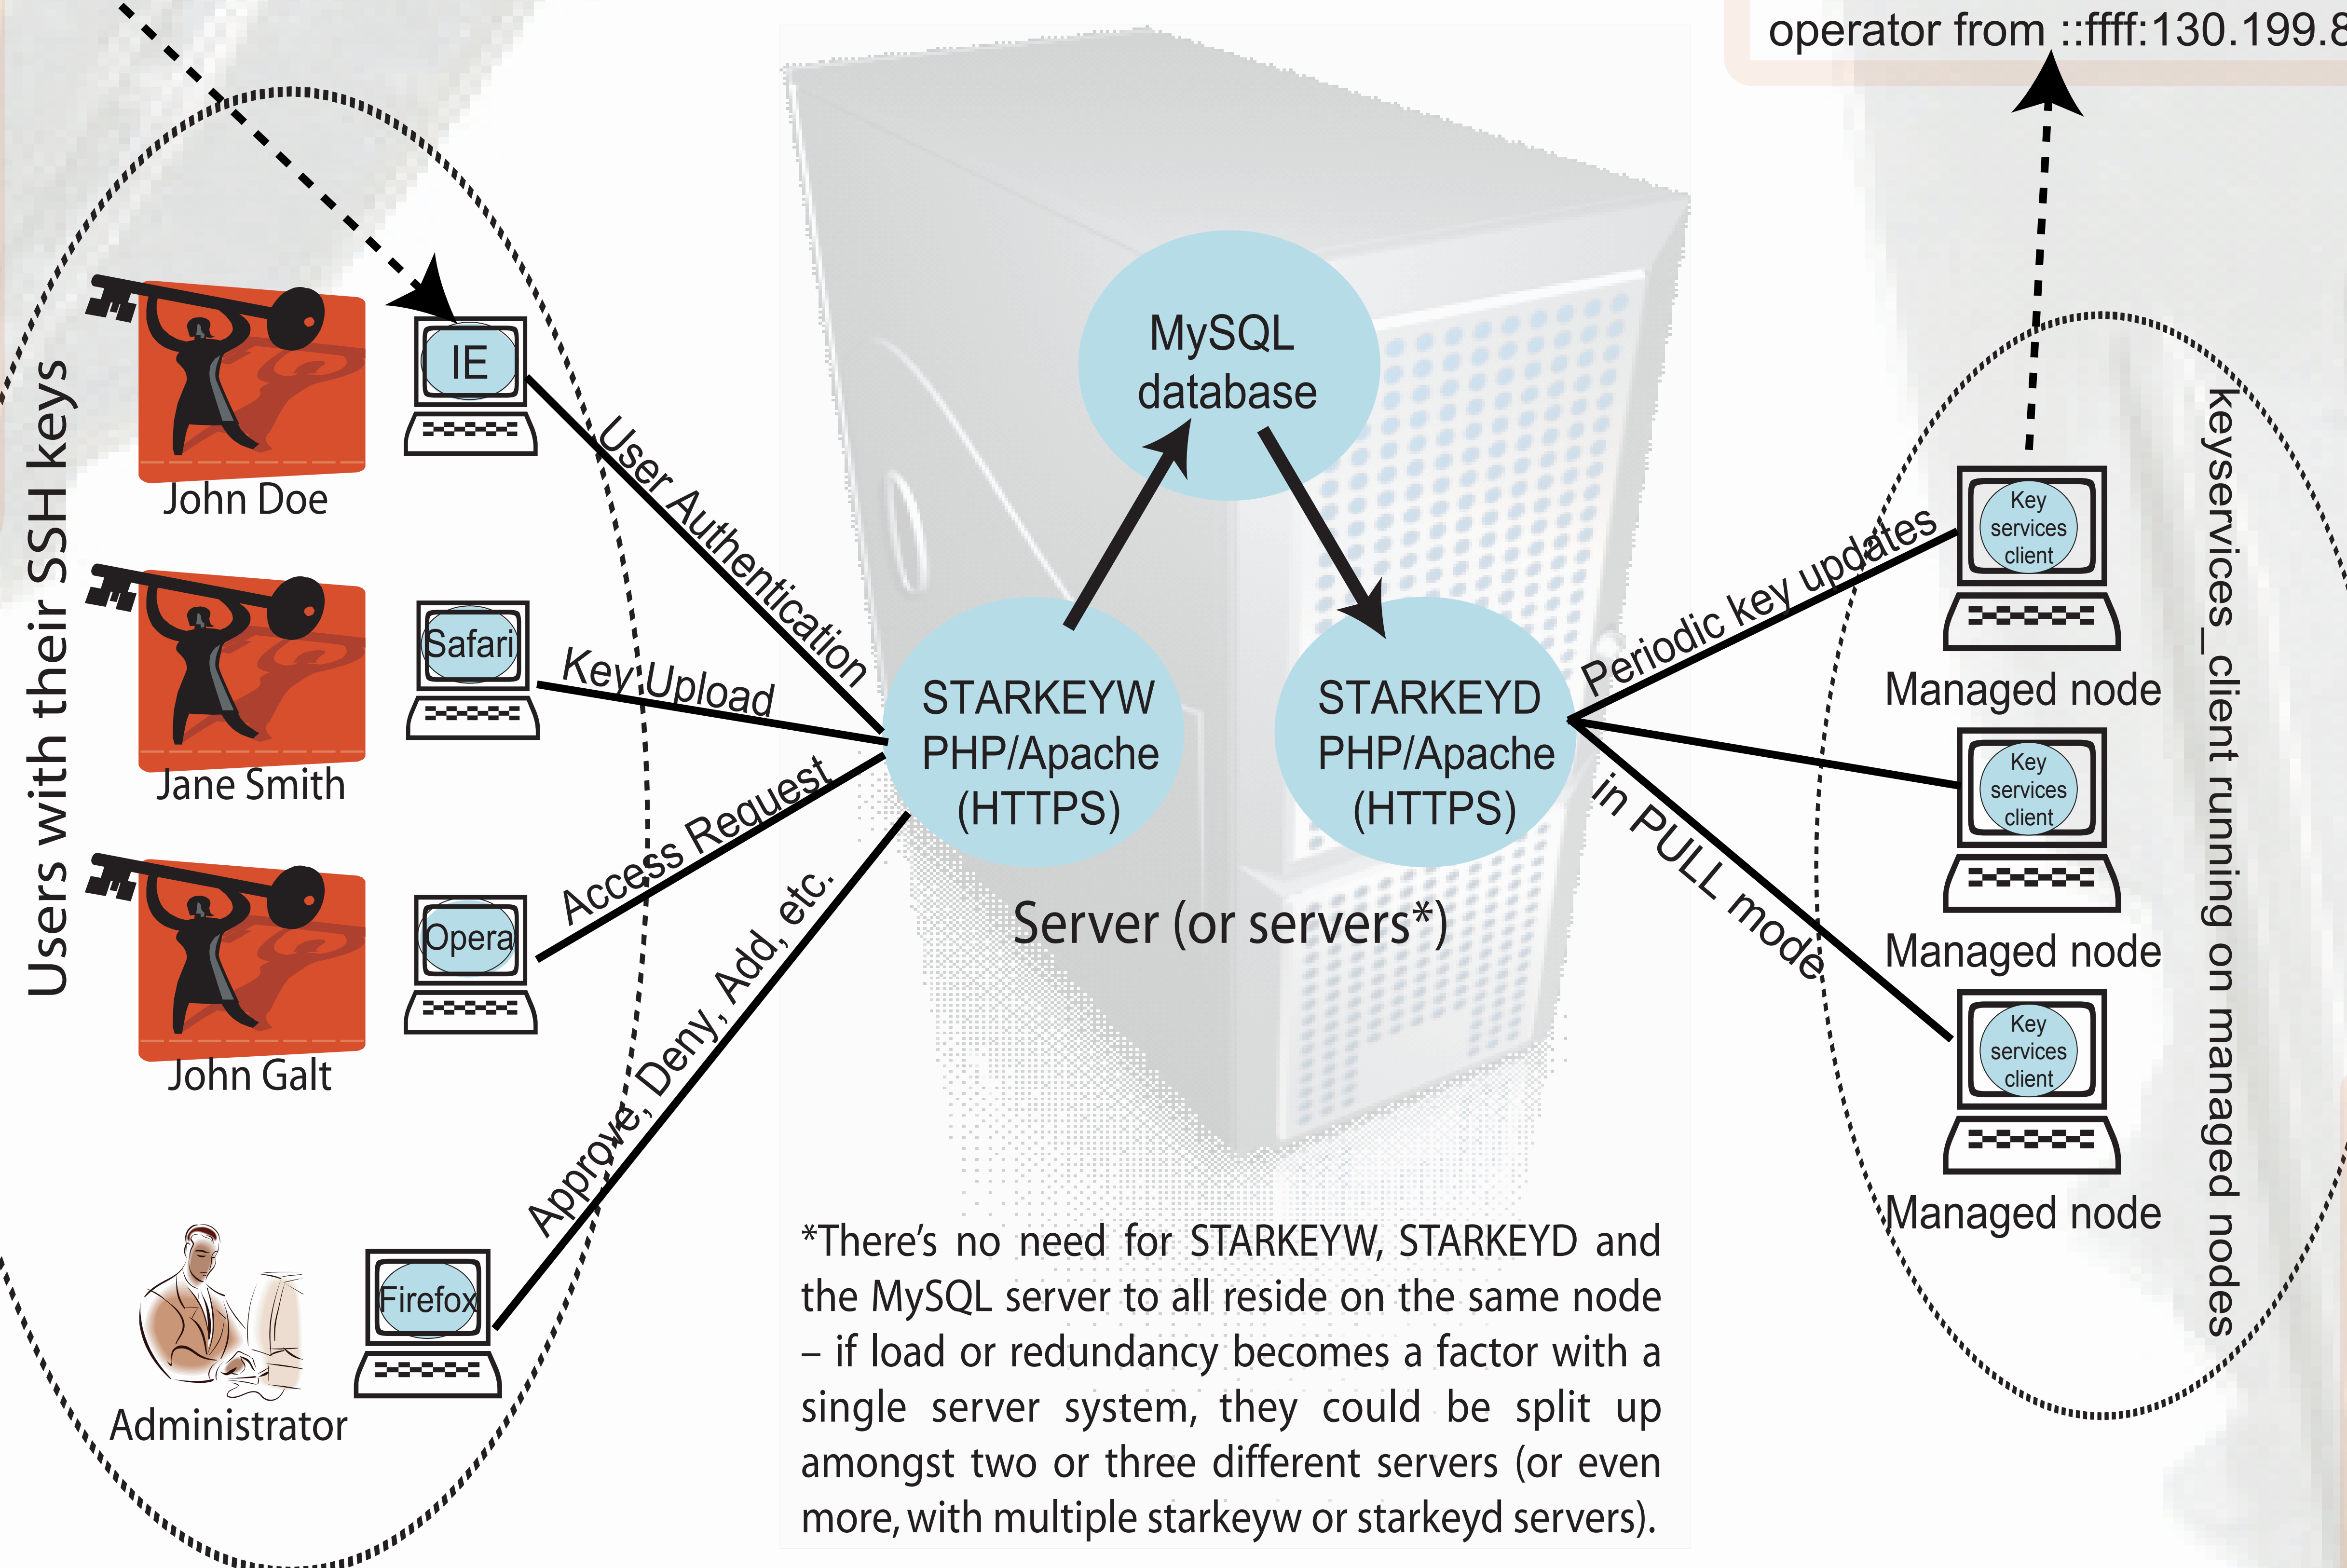 operator from ::ffff:130.199.8
Users with their SSH keys
IE
John Doe
Safari
Jane Smith
Opera
John Galt
Firefox
Administrator
User Authentication
Key Upload
Access Request
Approve, Deny, Add, etc.
MySQL
database
STARKEYW
PHP/Apache
(HTTPS)
STARKEYD
PHP/Apache
(HTTPS)
Server (or servers*)
Periodic key updates
in PULL mode
Key
services
client
Managed node
Key
services
client
Managed node
Key
services
client
Managed node
keyservices_client running on managed nodes
*There's no need for STARKEYW, STARKEYD and
the MySQL server to all reside on the same node
– if load or redundancy becomes a factor with a
single server system, they could be split up
amongst two or three different servers (or even
more, with multiple starkeyw or starkeyd servers).